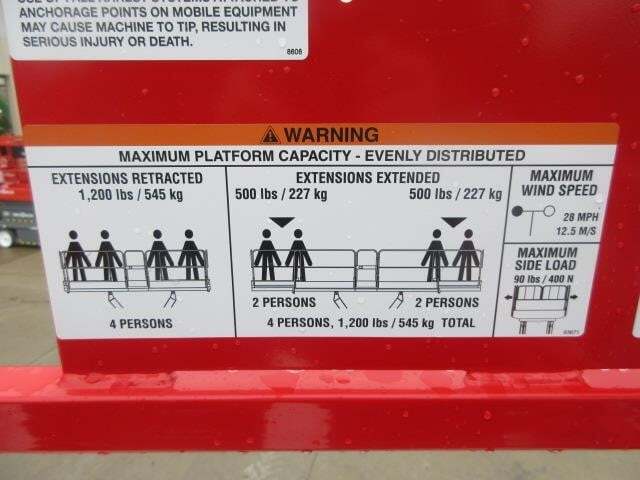 ANCHORAGE POINTS ON MOBILE EQUIPMENT
MAY CAUSE MACHINE TO TIP, RESULTING IN
SERIOUS INJURY OR DEATH.
WARNING
MAXIMUM PLATFORM CAPACITY - EVENLY DISTRIBUTED
EXTENSIONS RETRACTED
1,200 lbs / 545 kg
4 PERSONS
EXTENSIONS EXTENDED
500 lbs / 227 kg 500 lbs / 227 kg
2 PERSONS 2 PERSONS
4 PERSONS, 1,200 lbs / 545 kg TOTAL
MAXIMUM
WIND SPEED
28 MPH
12.5 M/S
MAXIMUM
SIDE LOAD
90 lbs / 400 N